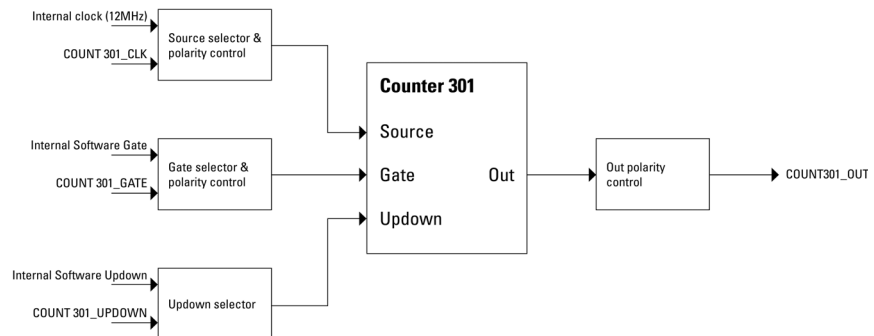 Internal clock (12MHz)
COUNT 301_CLK
Source selector &
polarity control
Counter 301
Source
Gate
Out
Updown
Internal Software Gate
COUNT 301_GATE
Gate selector &
polarity control
Out polarity
control
COUNT301_OUT
Internal Software Updown
COUNT 301_UPDOWN
Updown selector